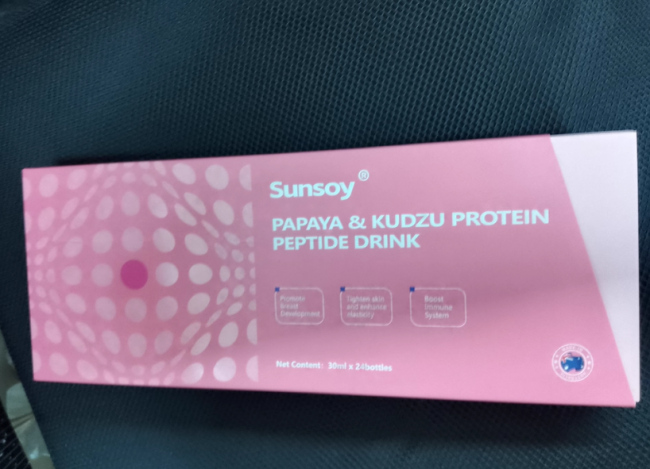 Sunsoy®
PAPAYA & KUDZU PROTEIN
PEPTIDE DRINK
Promote
Breast
Development
Tighten skin
and enhance
elasticity
Boost
Immune
System
Net Content: 30ml x 24bottles